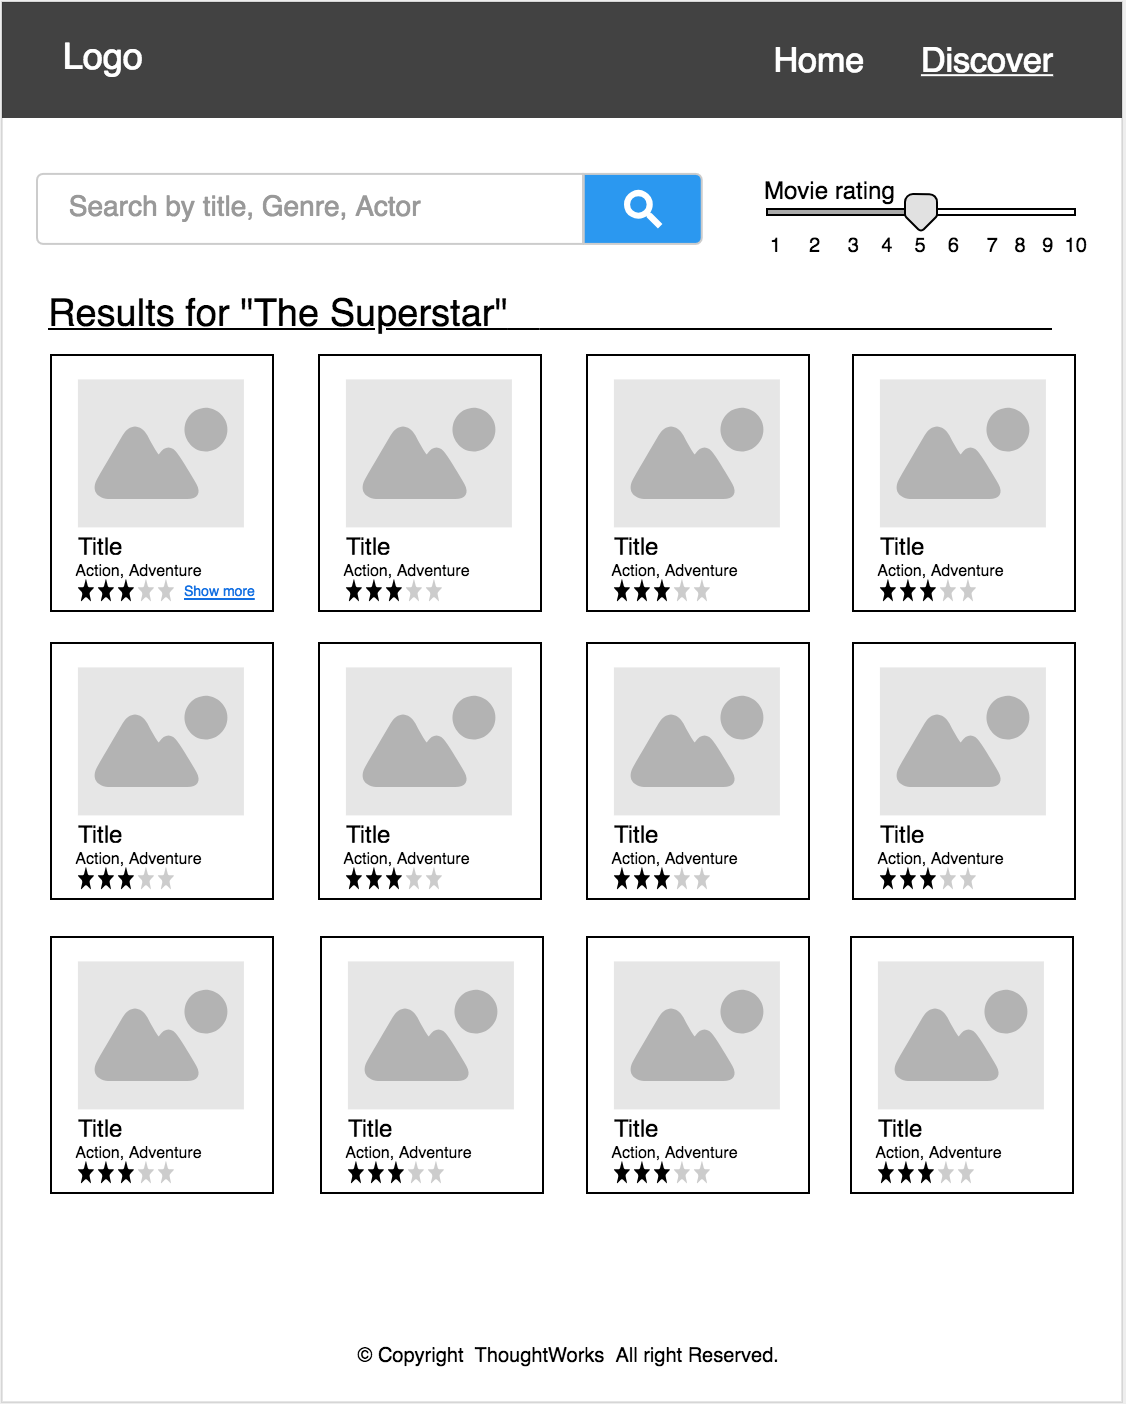 Logo
Home Discover
Search by title, Genre, Actor
Movie rating
1 2 3 4 5 6 7 8 9 10
Results for "The Superstar"
Title Title Title Title
Action, Adventure Action, Adventure Action, Adventure Action, Adventure
Show more
Title Title Title Title
Action, Adventure Action, Adventure Action, Adventure Action, Adventure
Title Title Title Title
Action, Adventure Action, Adventure Action, Adventure Action, Adventure
© Copyright ThoughtWorks All right Reserved.